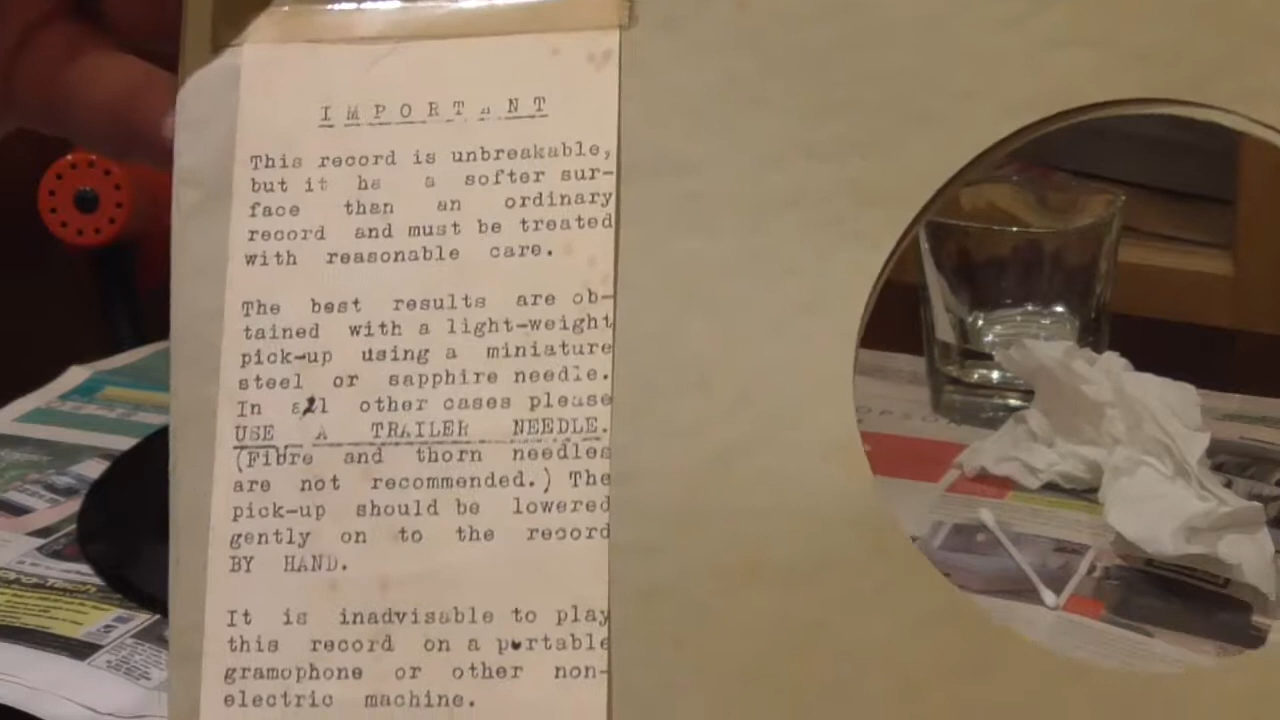 IMPORTANT
This record is unbreakable,
but it ha a softer sur-
face than an ordinary
record and must be treated
with reasonable care.
The best results are ob-
tained with a light-weight
pick-up using a miniature
steel or sapphire needle.
In all other cases please
USE A TRAILER NEEDLE.
(Fibre and thorn needles
are not recommended.) The
pick-up should be lowered
gently on to the record
BY HAND.
It is inadvisable to play
this record on a portable
gramophone or other non-
electric machine.